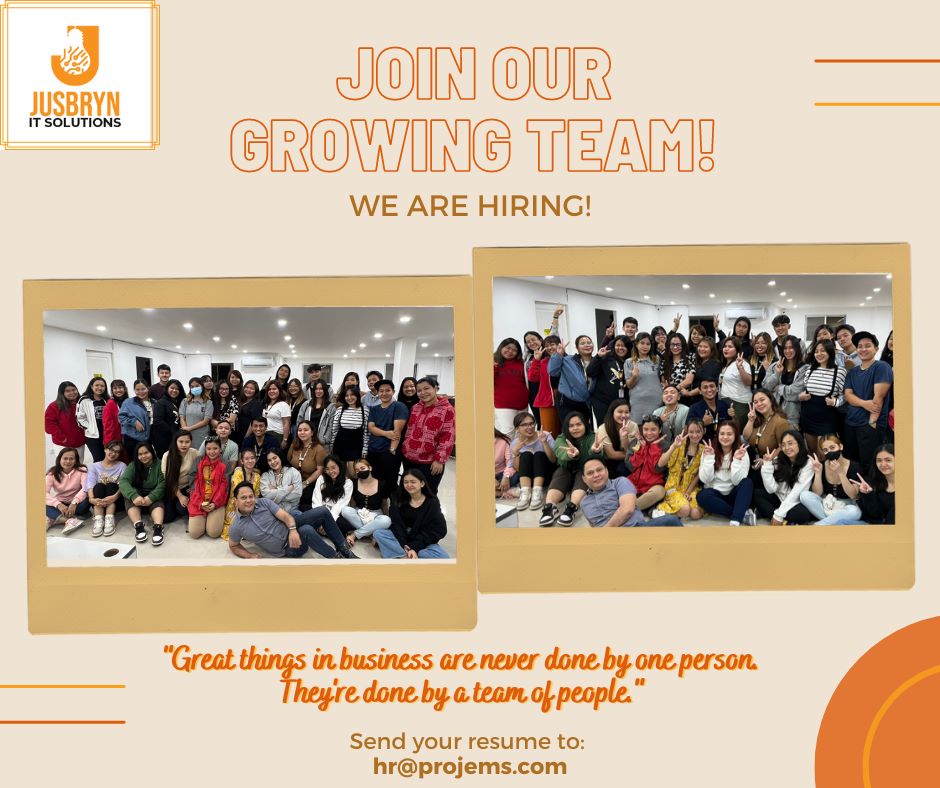 JUSBRYN
IT SOLUTIONS
JOIN OUR
GROWING TEAM!
WE ARE HIRING!
"Great things in business are never done by one person.
They're done by a team of people."
Send your resume to:
hr@projems.com